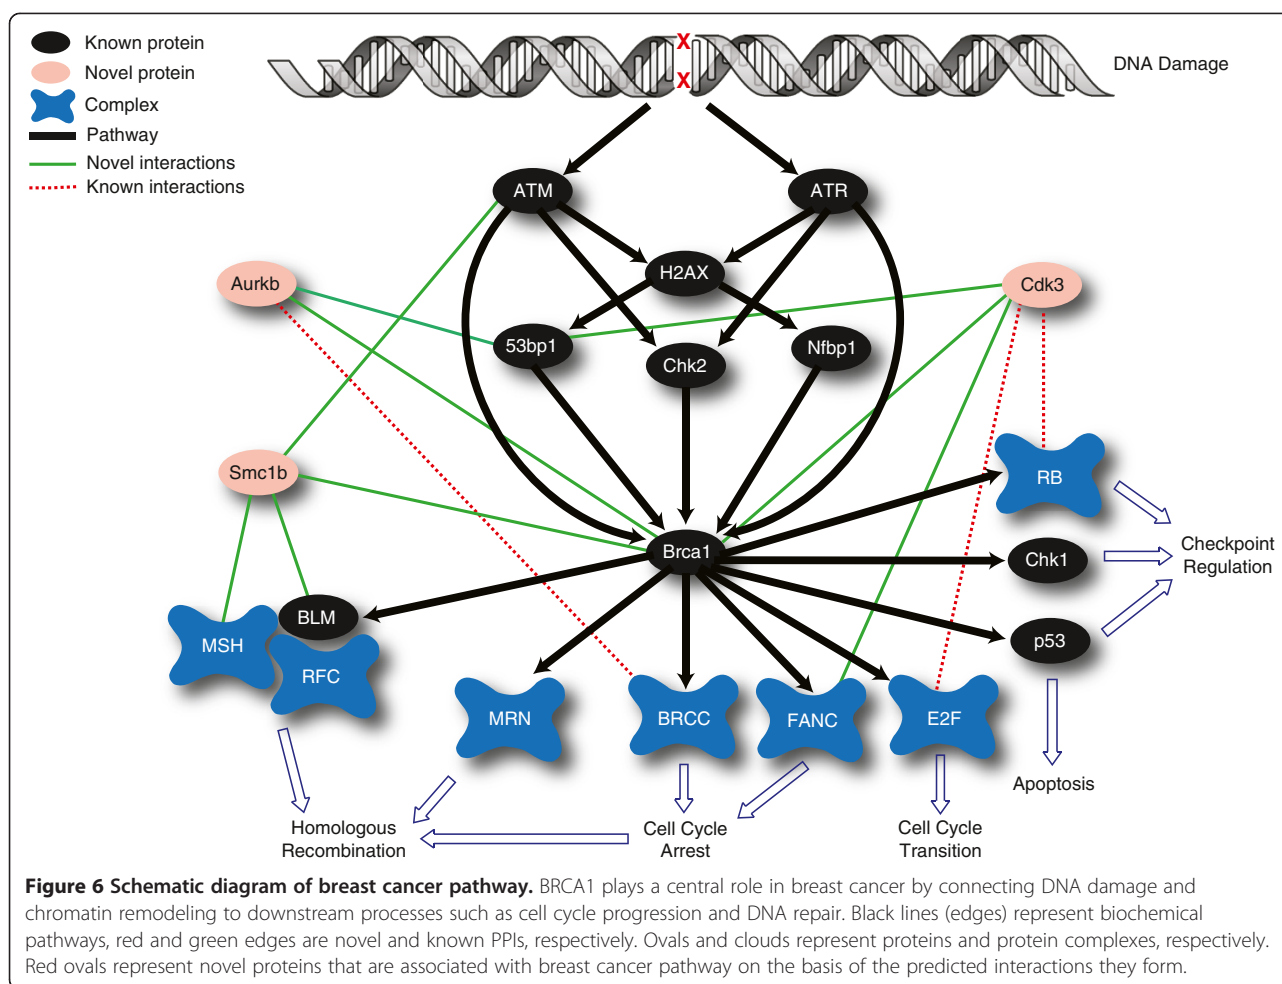 Known protein
Novel protein
Complex
Pathway
Novel interactions
Known interactions
X
X
DNA Damage
ATM
ATR
H2AX
Aurkb
Cdk3
53bp1
Chk2
Nfbp1
Smc1b
RB
Brca1
Chk1
Checkpoint
Regulation
BLM
MSH
RFC
p53
MRN
BRCC
FANC
E2F
Apoptosis
Homologous
Recombination
Cell Cycle
Arrest
Cell Cycle
Transition
Figure 6 Schematic diagram of breast cancer pathway. BRCA1 plays a central role in breast cancer by connecting DNA damage and
chromatin remodeling to downstream processes such as cell cycle progression and DNA repair. Black lines (edges) represent biochemical
pathways, red and green edges are novel and known PPIs, respectively. Ovals and clouds represent proteins and protein complexes, respectively.
Red ovals represent novel proteins that are associated with breast cancer pathway on the basis of the predicted interactions they form.